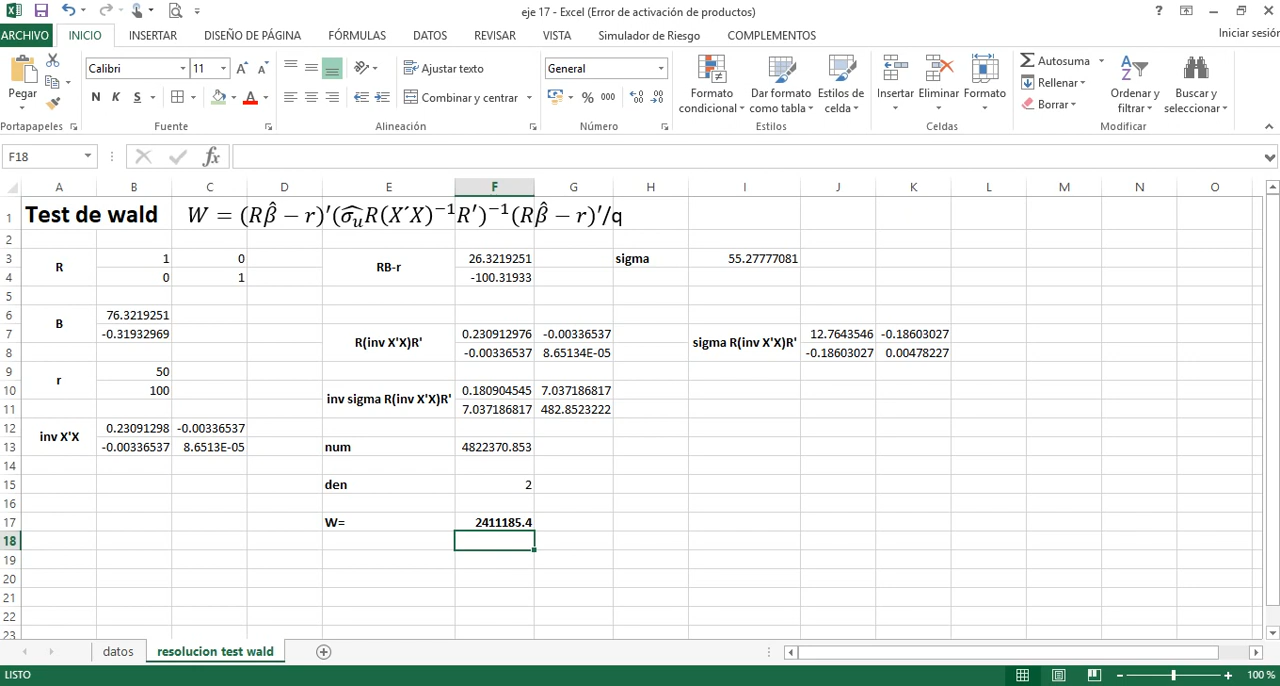 eje 17 - Excel (Error de activación de productos)
ARCHIVO INICIO INSERTAR DISEÑO DE PÁGINA FÓRMULAS DATOS REVISAR VISTA Simulador de Riesgo COMPLEMENTOS Iniciar sesión
Pegar
Calibri 11
N K S
Ajustar texto
Combinar y centrar
General
% 000
Formato condicional
Dar formato como tabla
Estilos de celda
Insertar Eliminar Formato
Autosuma
Rellenar
Borrar
Ordenar y filtrar
Buscar y seleccionar
Portapapeles Fuente Alineación Número Estilos Celdas Modificar
F18 fx
A B C D E F G H I J K L M N O
1 Test de wald W = (Rβ̂ − r)′(σ̂ᵤR(X´X)⁻¹R′)⁻¹(Rβ̂ − r)′/q
2
3 1 0 26.3219251 sigma 55.27777081
R RB-r
4 0 1 -100.31933
5
6 76.3219251
B
7 -0.31932969 0.230912976 -0.00336537 12.7643546 -0.18603027
R(inv X'X)R' sigma R(inv X'X)R'
8 -0.00336537 8.65134E-05 -0.18603027 0.00478227
9 50
r
10 100 0.180904545 7.037186817
inv sigma R(inv X'X)R'
11 7.037186817 482.8523222
12 0.23091298 -0.00336537
inv X'X
13 -0.00336537 8.6513E-05 num 4822370.853
14
15 den 2
16
17 W= 2411185.4
18
19
20
21
22
23
datos resolucion test wald
LISTO 100 %